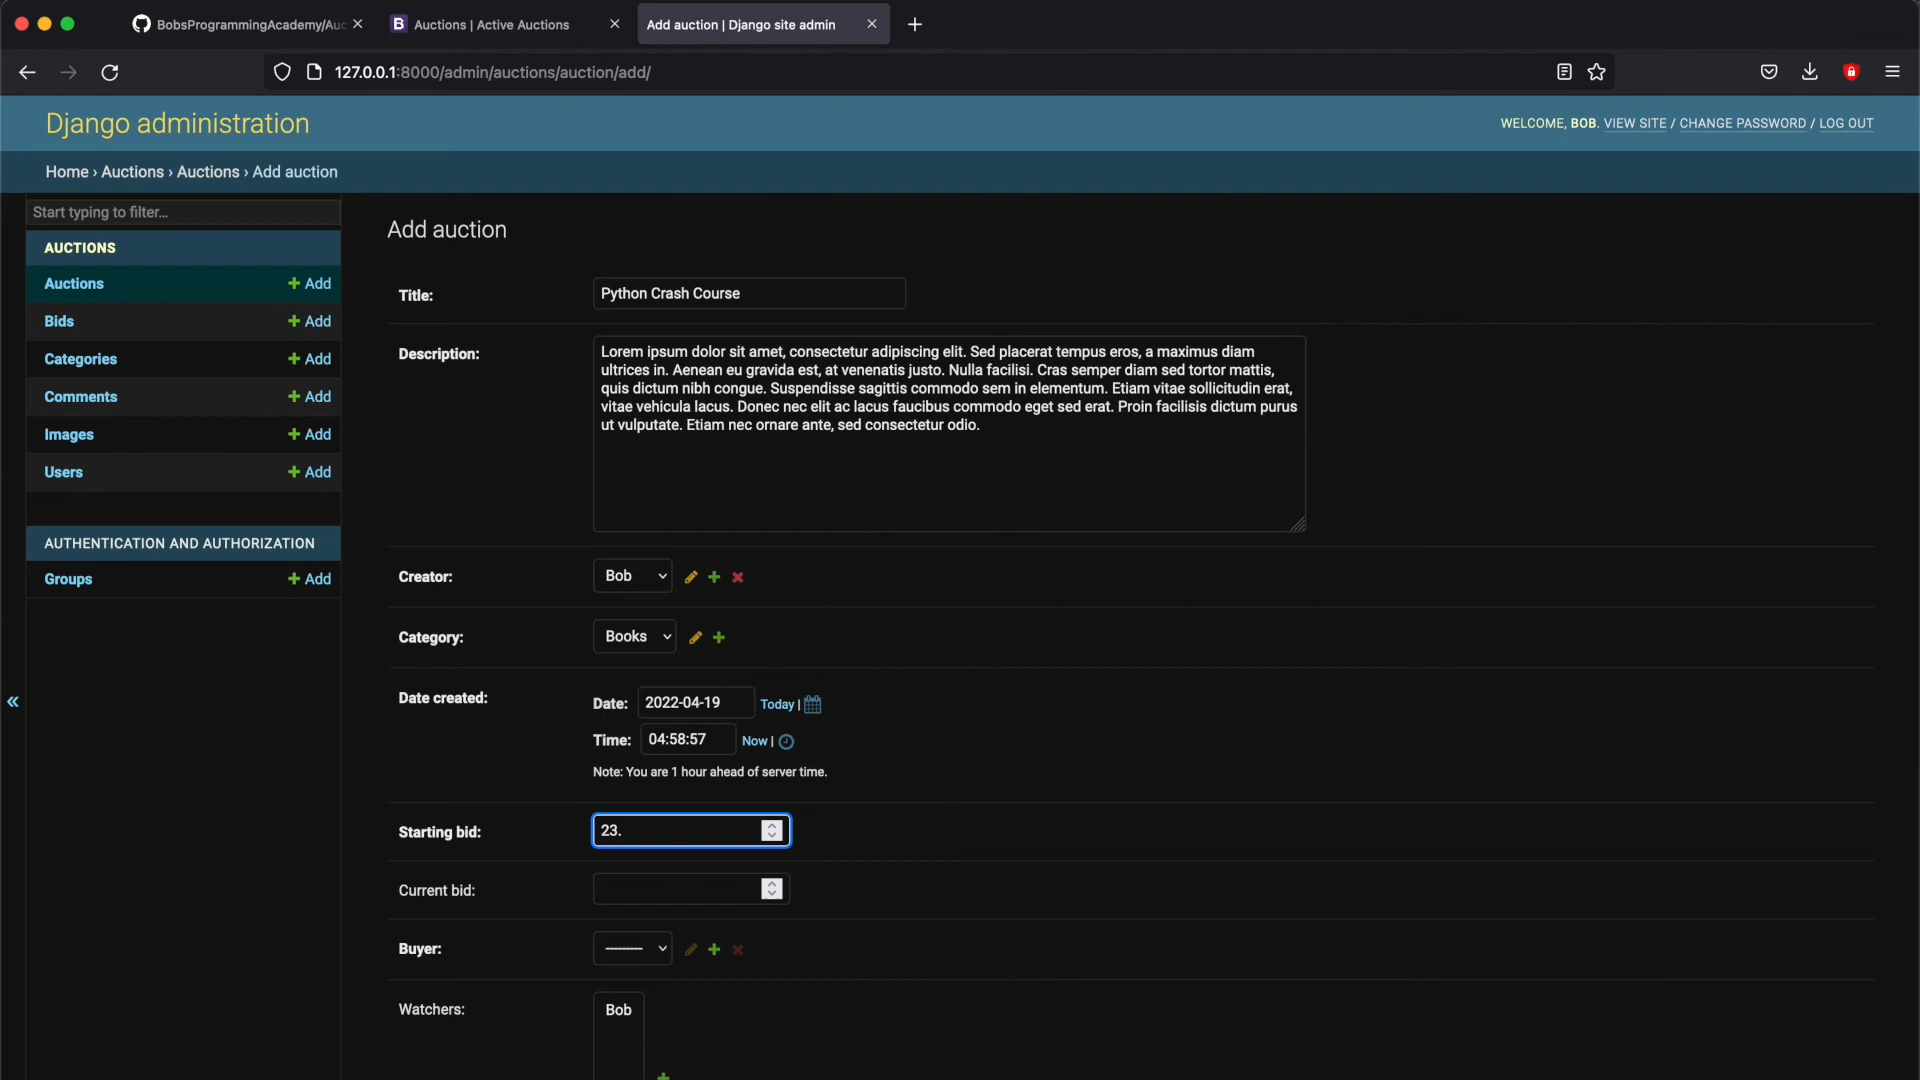 BobsProgrammingAcademy/Auc
B Auctions | Active Auctions
Add auction | Django site admin
127.0.0.1:8000/admin/auctions/auction/add/
Django administration
WELCOME, BOB. VIEW SITE / CHANGE PASSWORD / LOG OUT
Home › Auctions › Auctions › Add auction
Start typing to filter...
AUCTIONS
Auctions + Add
Bids + Add
Categories + Add
Comments + Add
Images + Add
Users + Add
AUTHENTICATION AND AUTHORIZATION
Groups + Add
«
Add auction
Title: Python Crash Course
Description:
Lorem ipsum dolor sit amet, consectetur adipiscing elit. Sed placerat tempus eros, a maximus diam
ultrices in. Aenean eu gravida est, at venenatis justo. Nulla facilisi. Cras semper diam sed tortor mattis,
quis dictum nibh congue. Suspendisse sagittis commodo sem in elementum. Etiam vitae sollicitudin erat,
vitae vehicula lacus. Donec nec elit ac lacus faucibus commodo eget sed erat. Proin facilisis dictum purus
ut vulputate. Etiam nec ornare ante, sed consectetur odio.
Creator: Bob
Category: Books
Date created:
Date: 2022-04-19 Today |
Time: 04:58:57 Now |
Note: You are 1 hour ahead of server time.
Starting bid: 23.
Current bid:
Buyer: ---------
Watchers: Bob